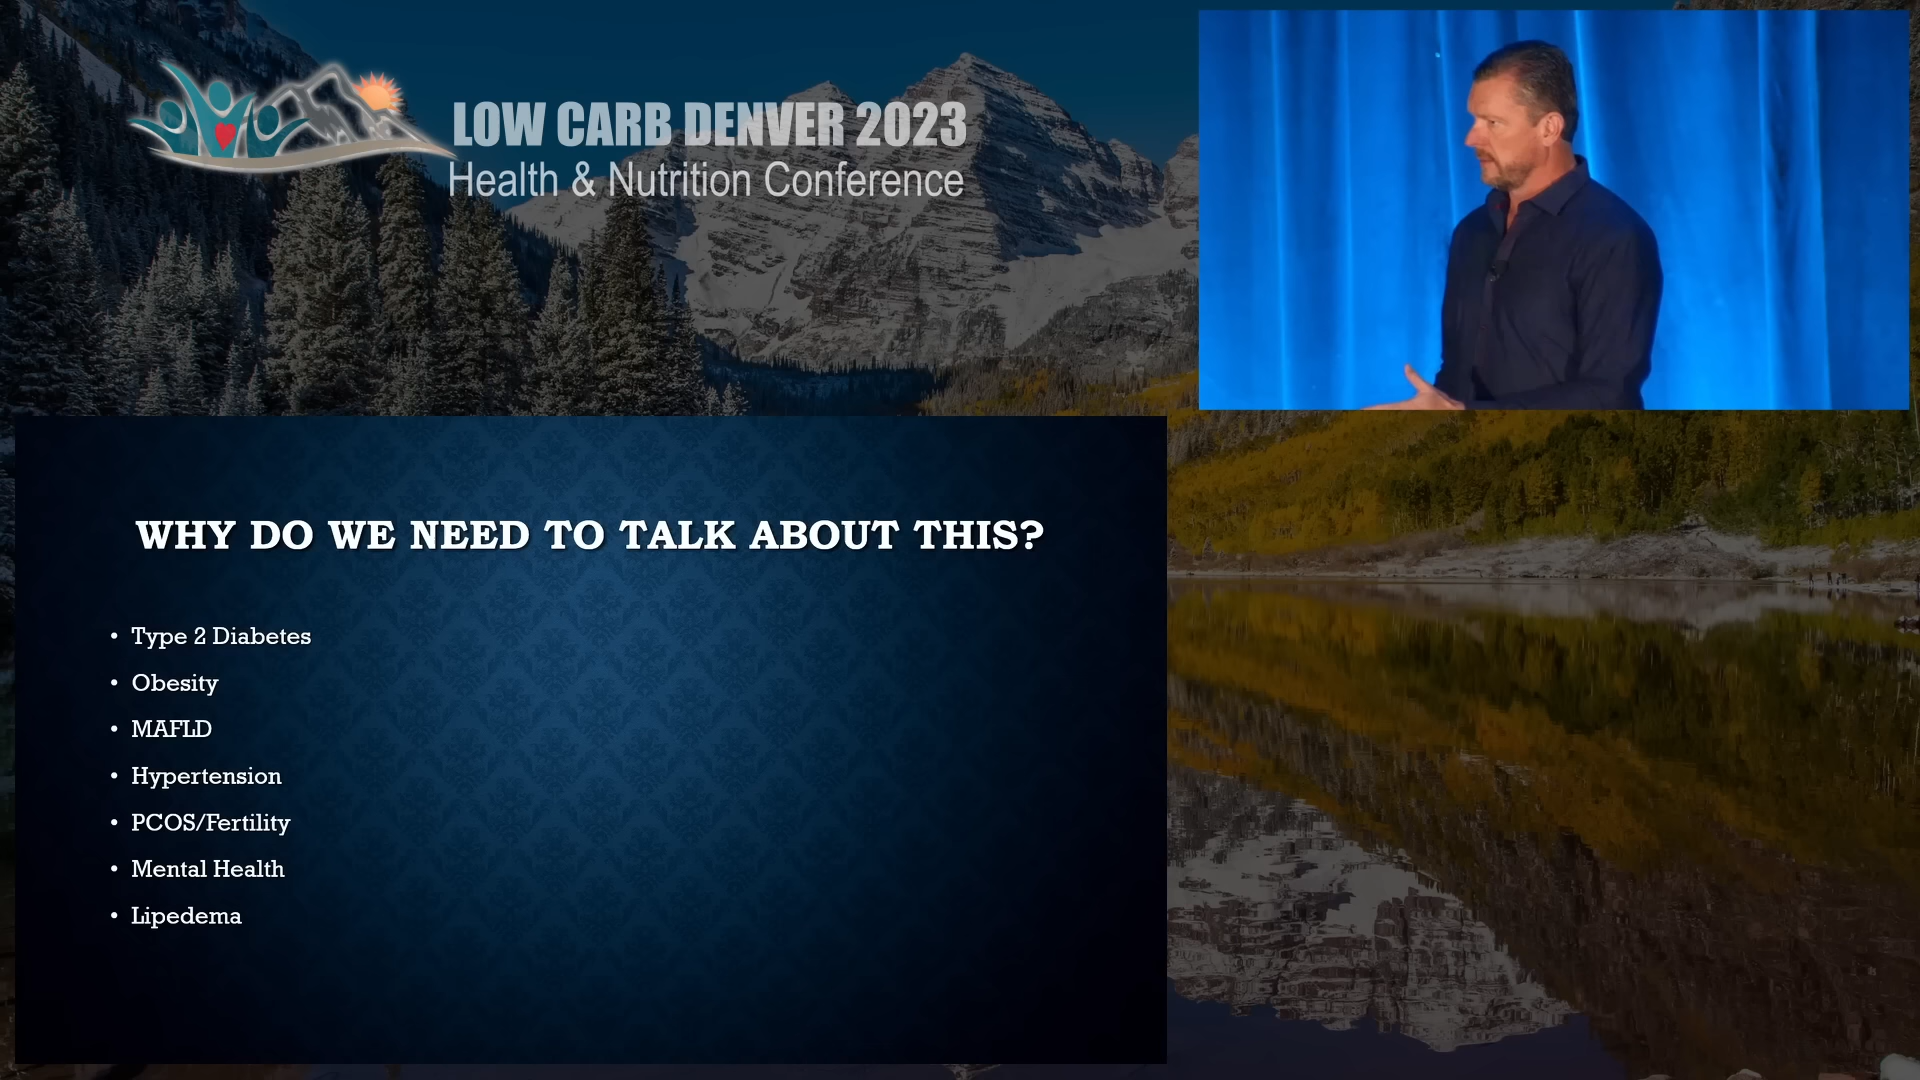 LOW CARB DENVER 2023
Health & Nutrition Conference
WHY DO WE NEED TO TALK ABOUT THIS?
• Type 2 Diabetes
• Obesity
• MAFLD
• Hypertension
• PCOS/Fertility
• Mental Health
• Lipedema